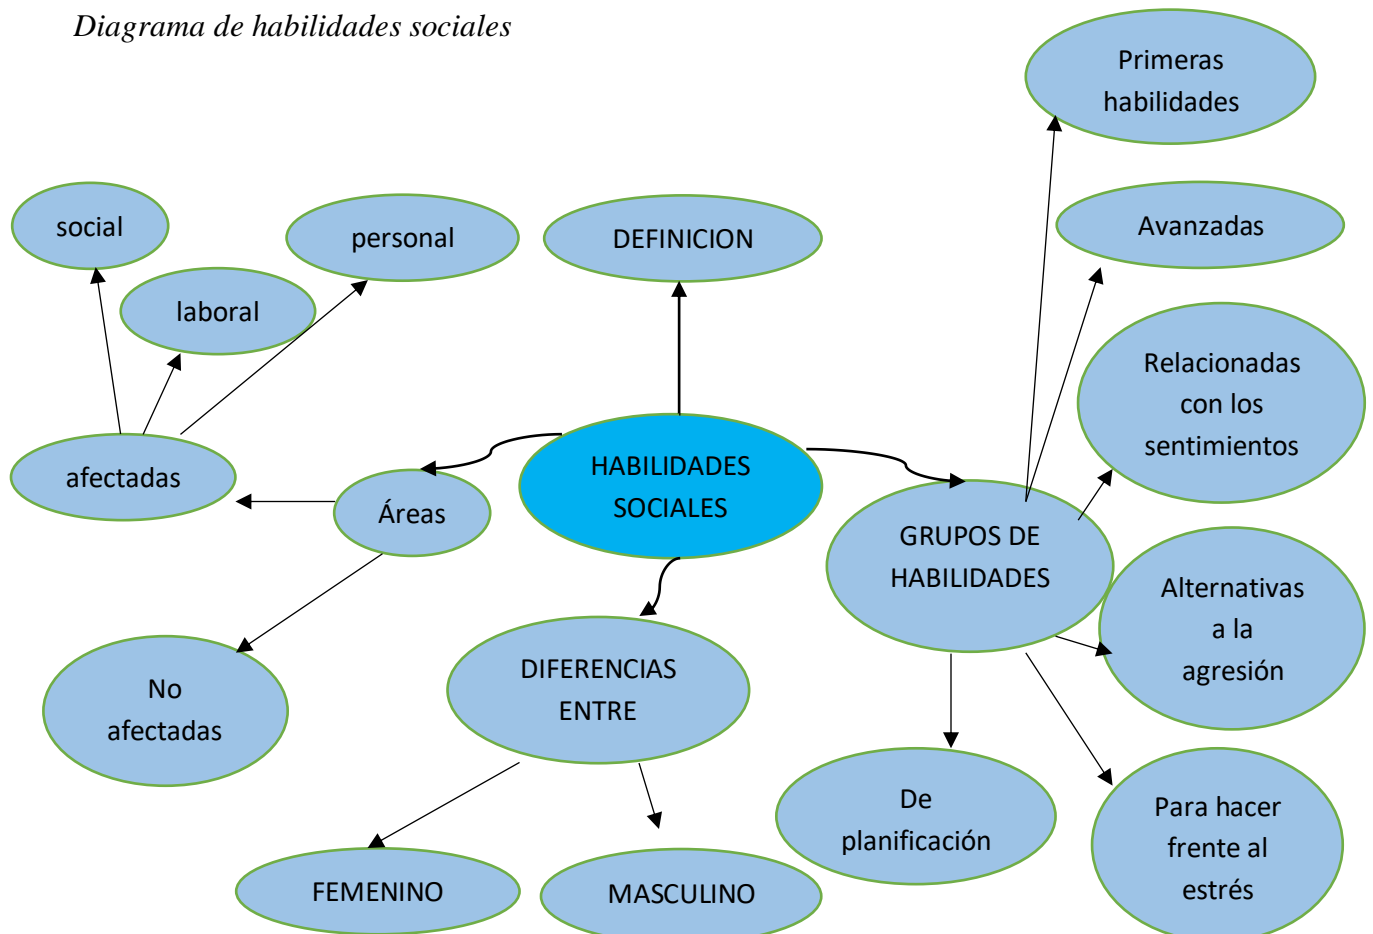 Diagrama de habilidades sociales
Primeras
habilidades
social
personal
DEFINICION
Avanzadas
laboral
Relacionadas
con los
sentimientos
afectadas
Áreas
HABILIDADES
SOCIALES
GRUPOS DE
HABILIDADES
Alternativas
a la
agresión
No
afectadas
DIFERENCIAS
ENTRE
De
planificación
Para hacer
frente al
estrés
FEMENINO
MASCULINO